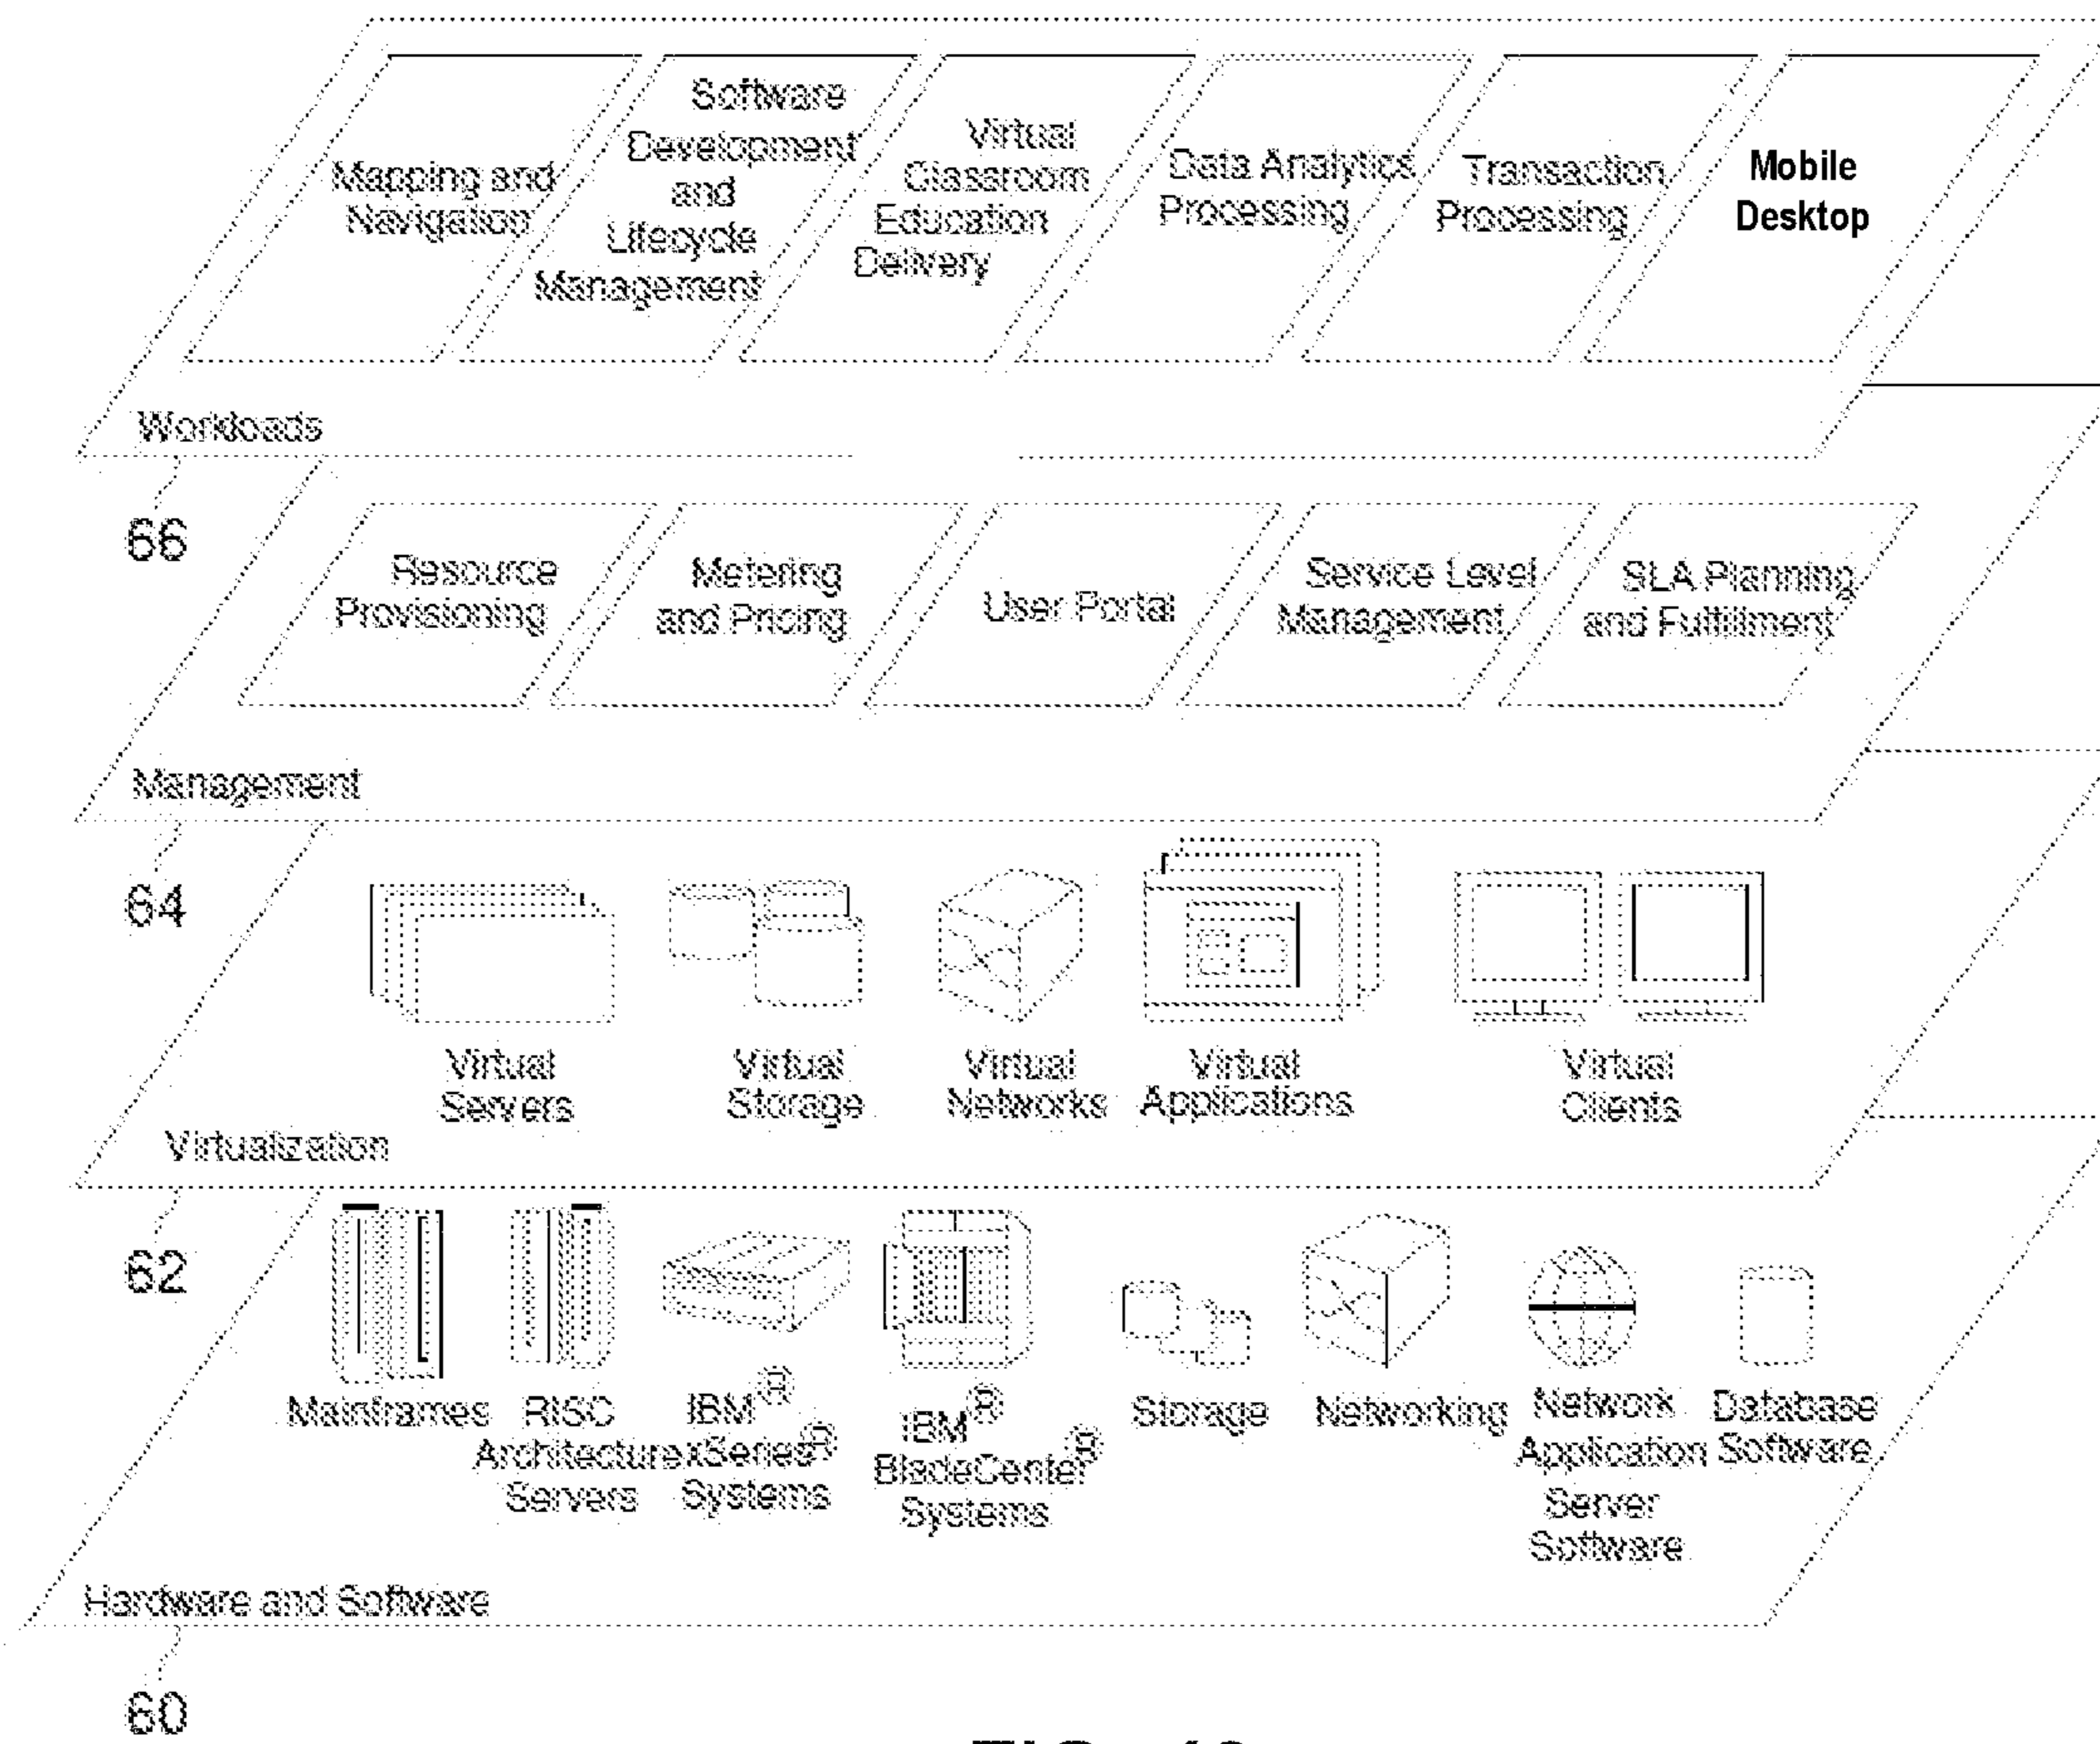 Mapping and
Navigation
Software
Development
and
Lifecycle
Management
Virtual
Classroom
Education
Delivery
Data Analytics
Processing
Transaction
Processing
Mobile
Desktop
Workloads
66
Resource
Provisioning
Metering
and Pricing
User Portal
Service Level
Management
SLA Planning
and Fulfillment
Management
64
Virtual
Servers
Virtual
Storage
Virtual
Networks
Virtual
Applications
Virtual
Clients
Virtualization
62
Mainframes
RISC
Architecture
Servers
IBM®
xSeries®
Systems
IBM®
BladeCenter®
Systems
Storage
Networking
Network
Application
Server
Software
Database
Software
Hardware and Software
60